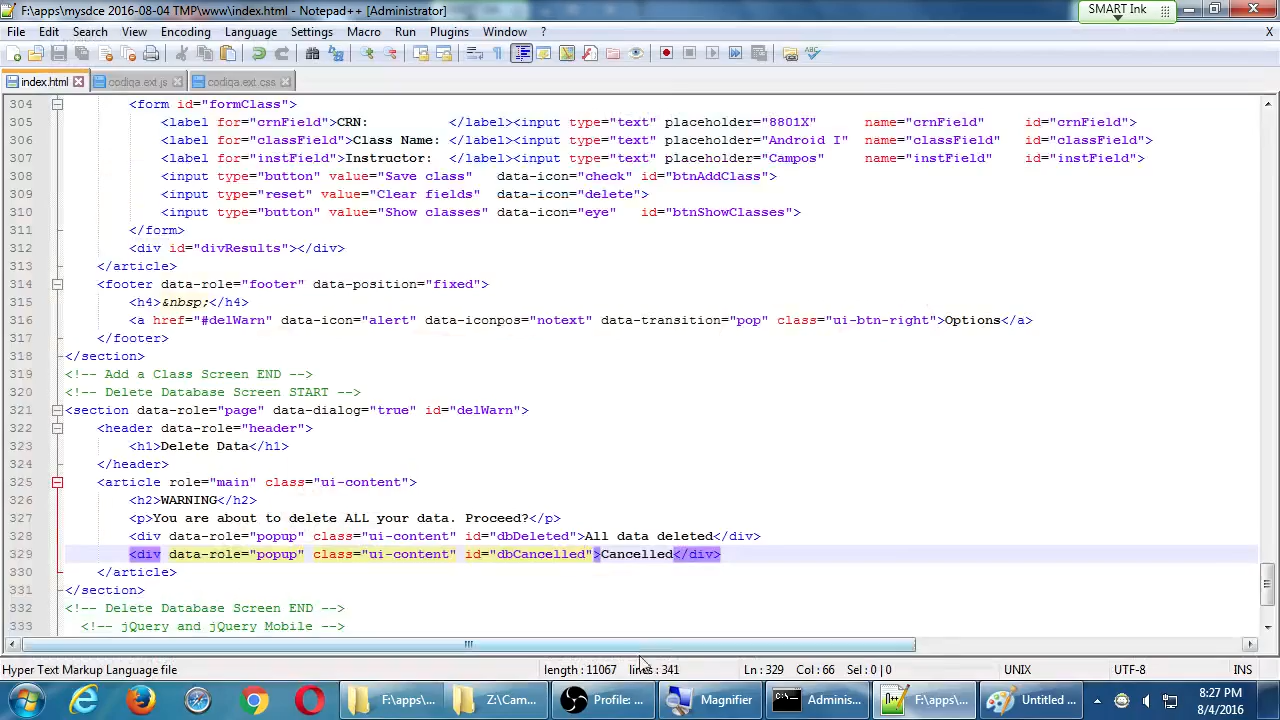 F:\apps\mysdce 2016-08-04 TMP\www\index.html - Notepad++ [Administrator]
SMART Ink
File Edit Search View Encoding Language Settings Macro Run Plugins Window ? X
index.html codiqa.ext.js codiqa.ext.css
304 <form id="formClass">
305 <label for="crnField">CRN: </label><input type="text" placeholder="8801X" name="crnField" id="crnField">
306 <label for="classField">Class Name: </label><input type="text" placeholder="Android I" name="classField" id="classField">
307 <label for="instField">Instructor: </label><input type="text" placeholder="Campos" name="instField" id="instField">
308 <input type="button" value="Save class" data-icon="check" id="btnAddClass">
309 <input type="reset" value="Clear fields" data-icon="delete">
310 <input type="button" value="Show classes" data-icon="eye" id="btnShowClasses">
311 </form>
312 <div id="divResults"></div>
313 </article>
314 <footer data-role="footer" data-position="fixed">
315 <h4>&nbsp;</h4>
316 <a href="#delWarn" data-icon="alert" data-iconpos="notext" data-transition="pop" class="ui-btn-right">Options</a>
317 </footer>
318 </section>
319 <!-- Add a Class Screen END -->
320 <!-- Delete Database Screen START -->
321 <section data-role="page" data-dialog="true" id="delWarn">
322 <header data-role="header">
323 <h1>Delete Data</h1>
324 </header>
325 <article role="main" class="ui-content">
326 <h2>WARNING</h2>
327 <p>You are about to delete ALL your data. Proceed?</p>
328 <div data-role="popup" class="ui-content" id="dbDeleted">All data deleted</div>
329 <div data-role="popup" class="ui-content" id="dbCancelled">Cancelled</div>
330 </article>
331 </section>
332 <!-- Delete Database Screen END -->
333 <!-- jQuery and jQuery Mobile -->
Hyper Text Markup Language file length : 11067 lines : 341 Ln : 329 Col : 66 Sel : 0 | 0 UNIX UTF-8 INS
F:\apps\... Z:\Cam... Profile: ... Magnifier Adminis... F:\apps\... Untitled ... 8:27 PM
8/4/2016